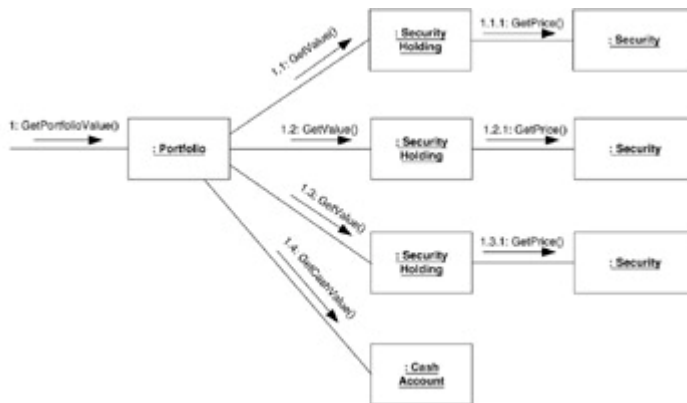 1.1: GetValue()
: Security
Holding
1.1.1: GetPrice()
: Security
1: GetPortfolioValue()
: Portfolio
1.2: GetValue()
: Security
Holding
1.2.1: GetPrice()
: Security
1.3: GetValue()
: Security
Holding
1.3.1: GetPrice()
: Security
1.4: GetCashValue()
: Cash
Account